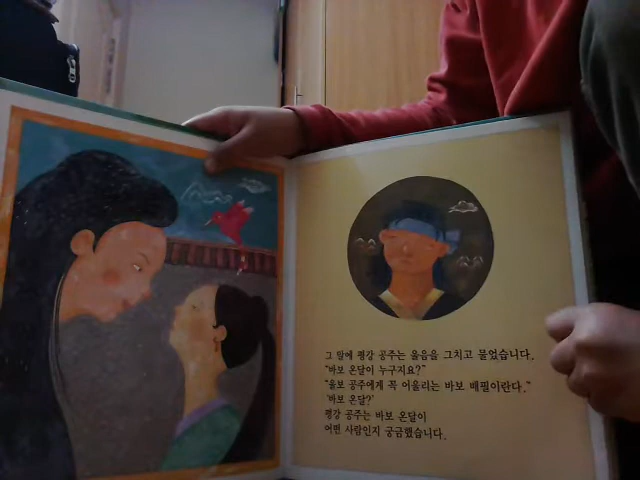 그 말에 평강 공주는 울음을 그치고 물었습니다.
"바보 온달이 누구지요?"
"울보 공주에게 꼭 어울리는 바보 배필이란다."
'바보 온달?'
평강 공주는 바보 온달이
어떤 사람인지 궁금했습니다.